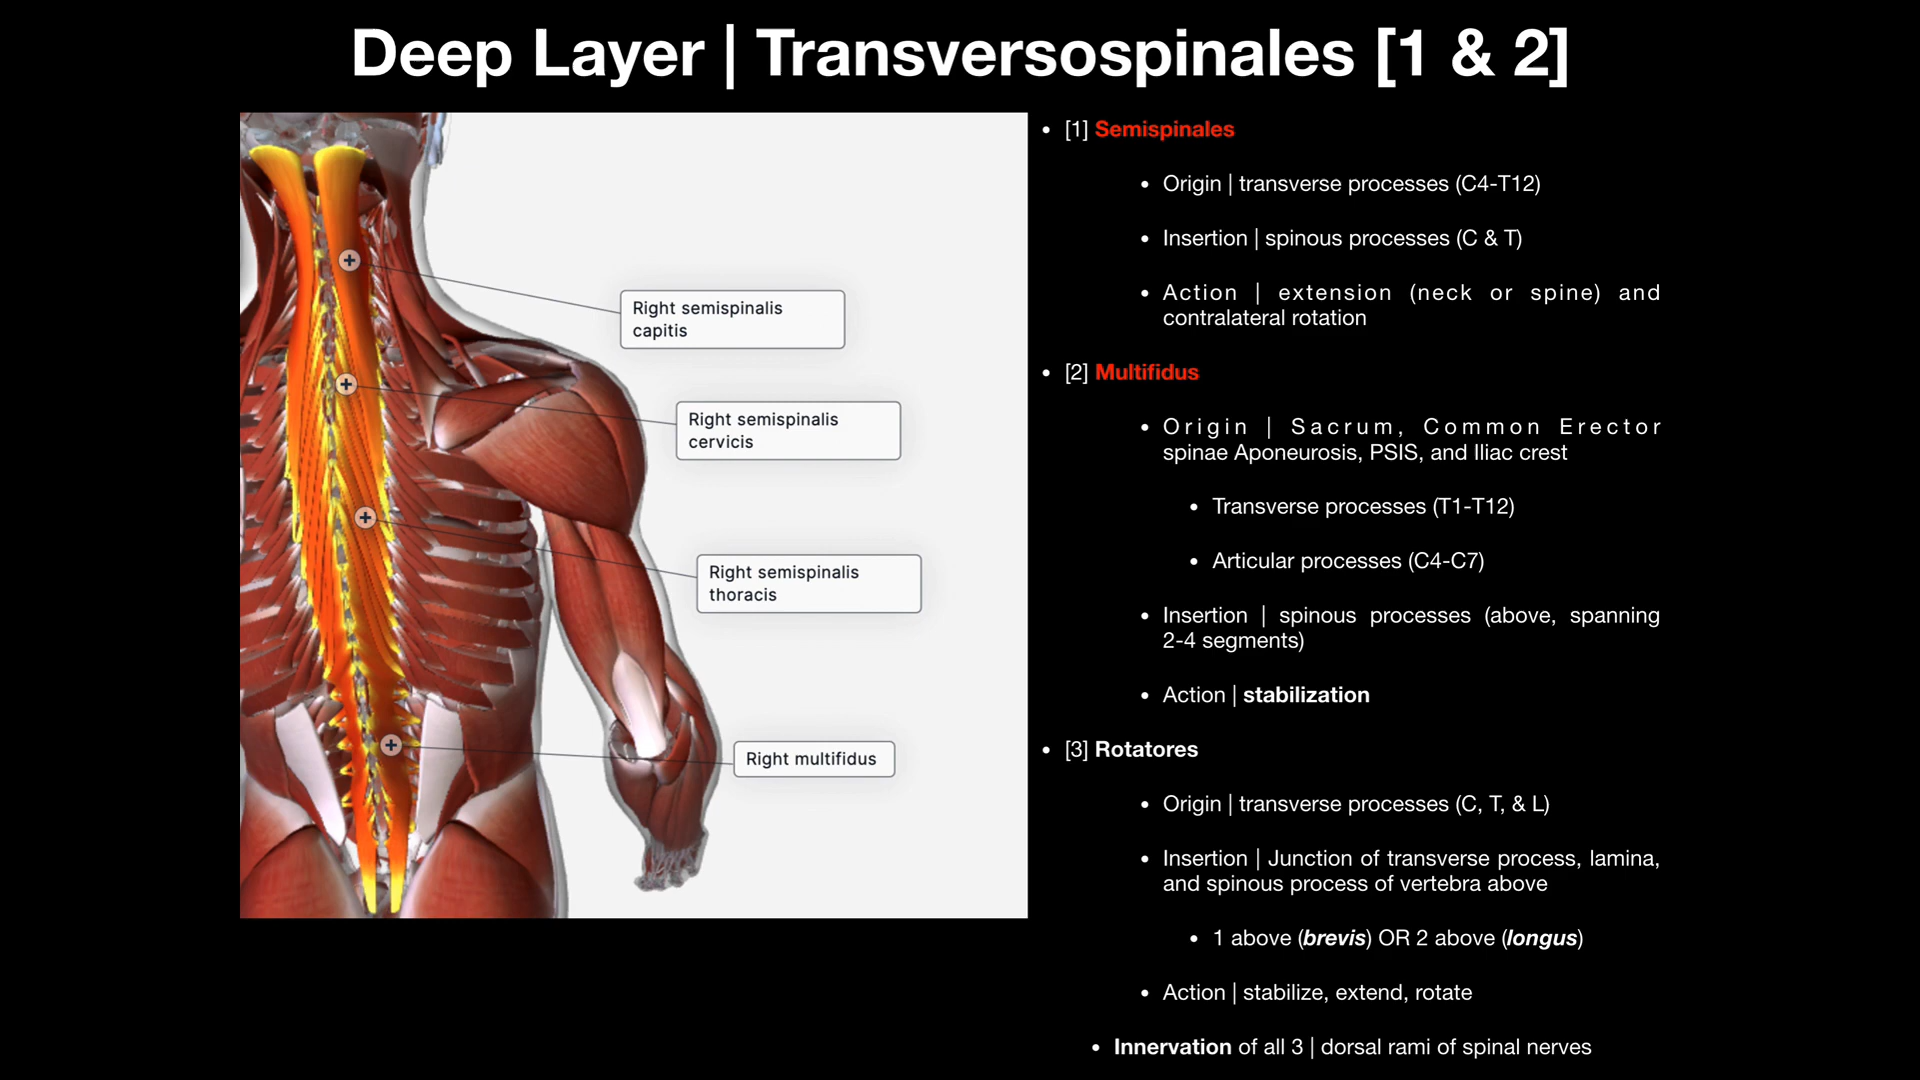 Deep Layer | Transversospinales [1 & 2]
Right semispinalis
capitis
Right semispinalis
cervicis
Right semispinalis
thoracis
Right multifidus
• [1] Semispinales
• Origin | transverse processes (C4-T12)
• Insertion | spinous processes (C & T)
• Action | extension (neck or spine) and
contralateral rotation
• [2] Multifidus
• Origin | Sacrum, Common Erector
spinae Aponeurosis, PSIS, and Iliac crest
• Transverse processes (T1-T12)
• Articular processes (C4-C7)
• Insertion | spinous processes (above, spanning
2-4 segments)
• Action | stabilization
• [3] Rotatores
• Origin | transverse processes (C, T, & L)
• Insertion | Junction of transverse process, lamina,
and spinous process of vertebra above
• 1 above (brevis) OR 2 above (longus)
• Action | stabilize, extend, rotate
• Innervation of all 3 | dorsal rami of spinal nerves